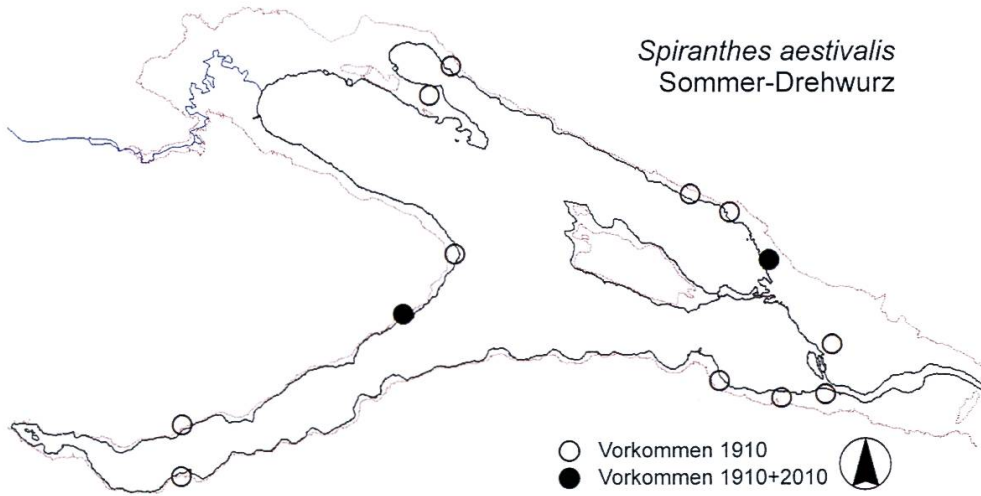 Spiranthes aestivalis
Sommer-Drehwurz
Vorkommen 1910
Vorkommen 1910+2010